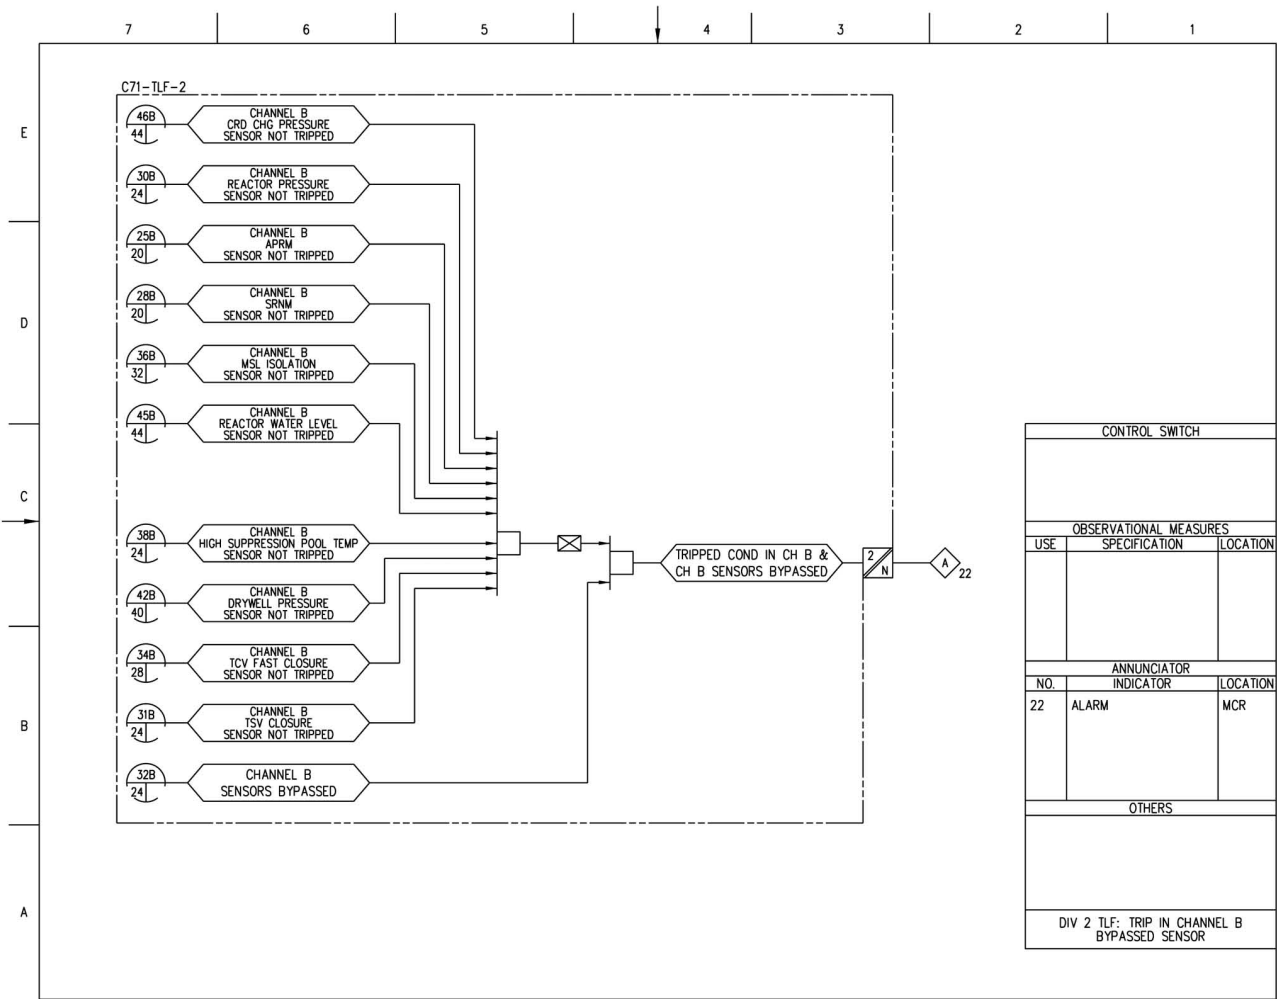 7 6 5 4 3 2 1
C71-TLF-2
E
46B
44
CHANNEL B
CRD CHG PRESSURE
SENSOR NOT TRIPPED
30B
24
CHANNEL B
REACTOR PRESSURE
SENSOR NOT TRIPPED
25B
20
CHANNEL B
APRM
SENSOR NOT TRIPPED
D
28B
20
CHANNEL B
SRNM
SENSOR NOT TRIPPED
36B
32
CHANNEL B
MSL ISOLATION
SENSOR NOT TRIPPED
45B
44
CHANNEL B
REACTOR WATER LEVEL
SENSOR NOT TRIPPED
C
38B
24
CHANNEL B
HIGH SUPPRESSION POOL TEMP
SENSOR NOT TRIPPED
42B
40
CHANNEL B
DRYWELL PRESSURE
SENSOR NOT TRIPPED
34B
28
CHANNEL B
TCV FAST CLOSURE
SENSOR NOT TRIPPED
B
31B
24
CHANNEL B
TSV CLOSURE
SENSOR NOT TRIPPED
32B
24
CHANNEL B
SENSORS BYPASSED
A
TRIPPED COND IN CH B &
CH B SENSORS BYPASSED
2
N
A
22
CONTROL SWITCH
OBSERVATIONAL MEASURES
USE SPECIFICATION LOCATION
ANNUNCIATOR
NO. INDICATOR LOCATION
22 ALARM MCR
OTHERS
DIV 2 TLF: TRIP IN CHANNEL B
BYPASSED SENSOR